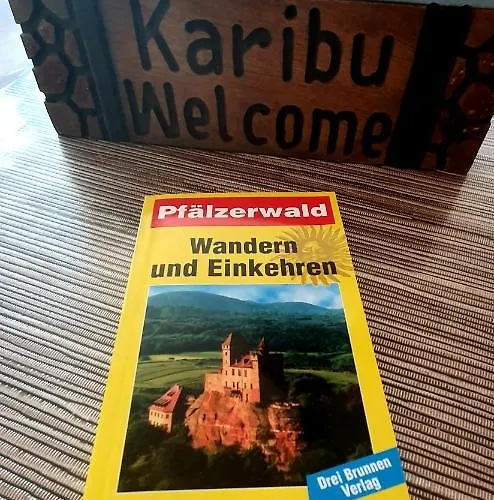 Karibu
Welcome
Pfälzerwald
Wandern
und Einkehren
Drei Brunnen
Verlag